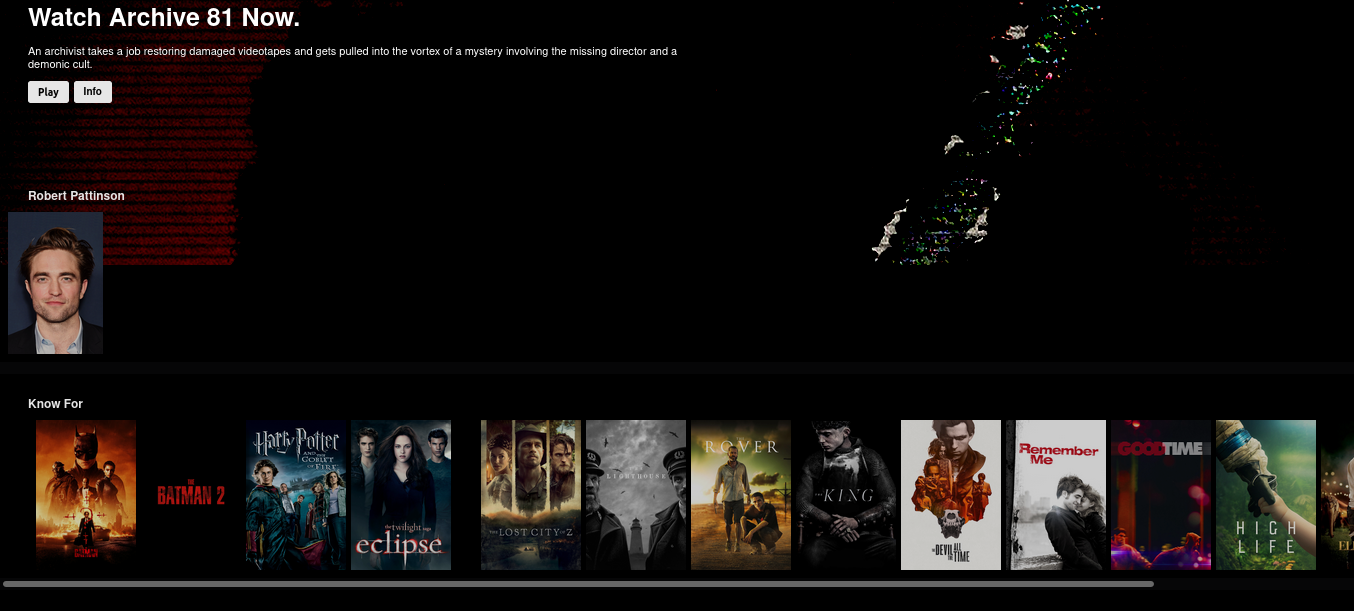 Watch Archive 81 Now.
An archivist takes a job restoring damaged videotapes and gets pulled into the vortex of a mystery involving the missing director and a
demonic cult.
Play Info
Robert Pattinson
Know For
THE
BATMAN
THE
BATMAN 2
Harry Potter
AND THE
GOBLET
OF FIRE
the twilight saga
eclipse
THE LOST CITY OF Z
THE LIGHTHOUSE
ROVER
THE KING
THE DEVIL ALL THE TIME
Remember
Me
GOOD TIME
HIGH
LIFE